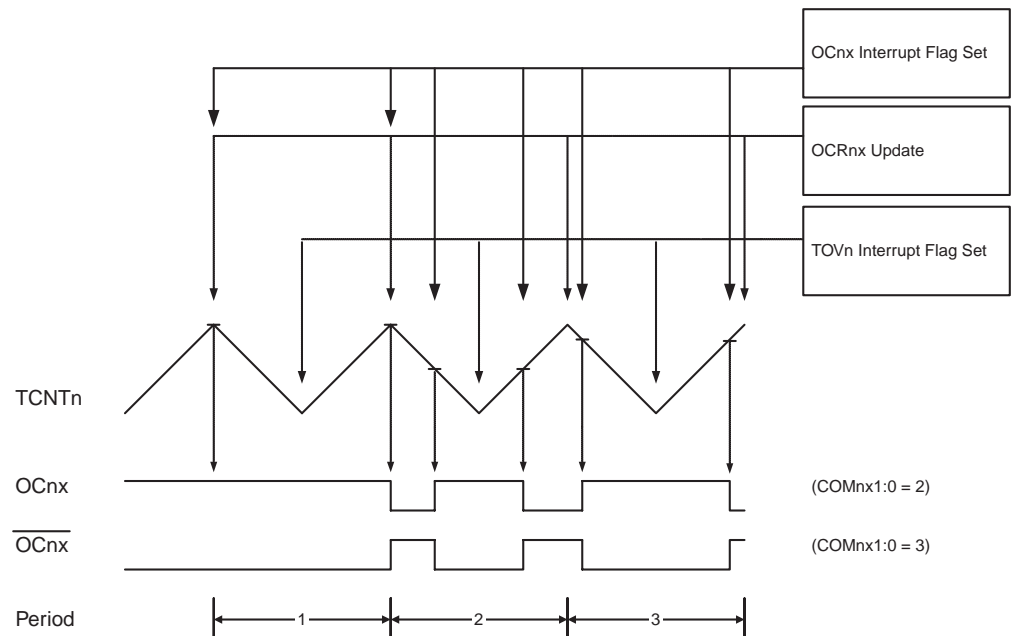 OCnx Interrupt Flag Set
OCRnx Update
TOVn Interrupt Flag Set
TCNTn
OCnx
(COMnx1:0 = 2)
OCnx
(COMnx1:0 = 3)
Period
1
2
3